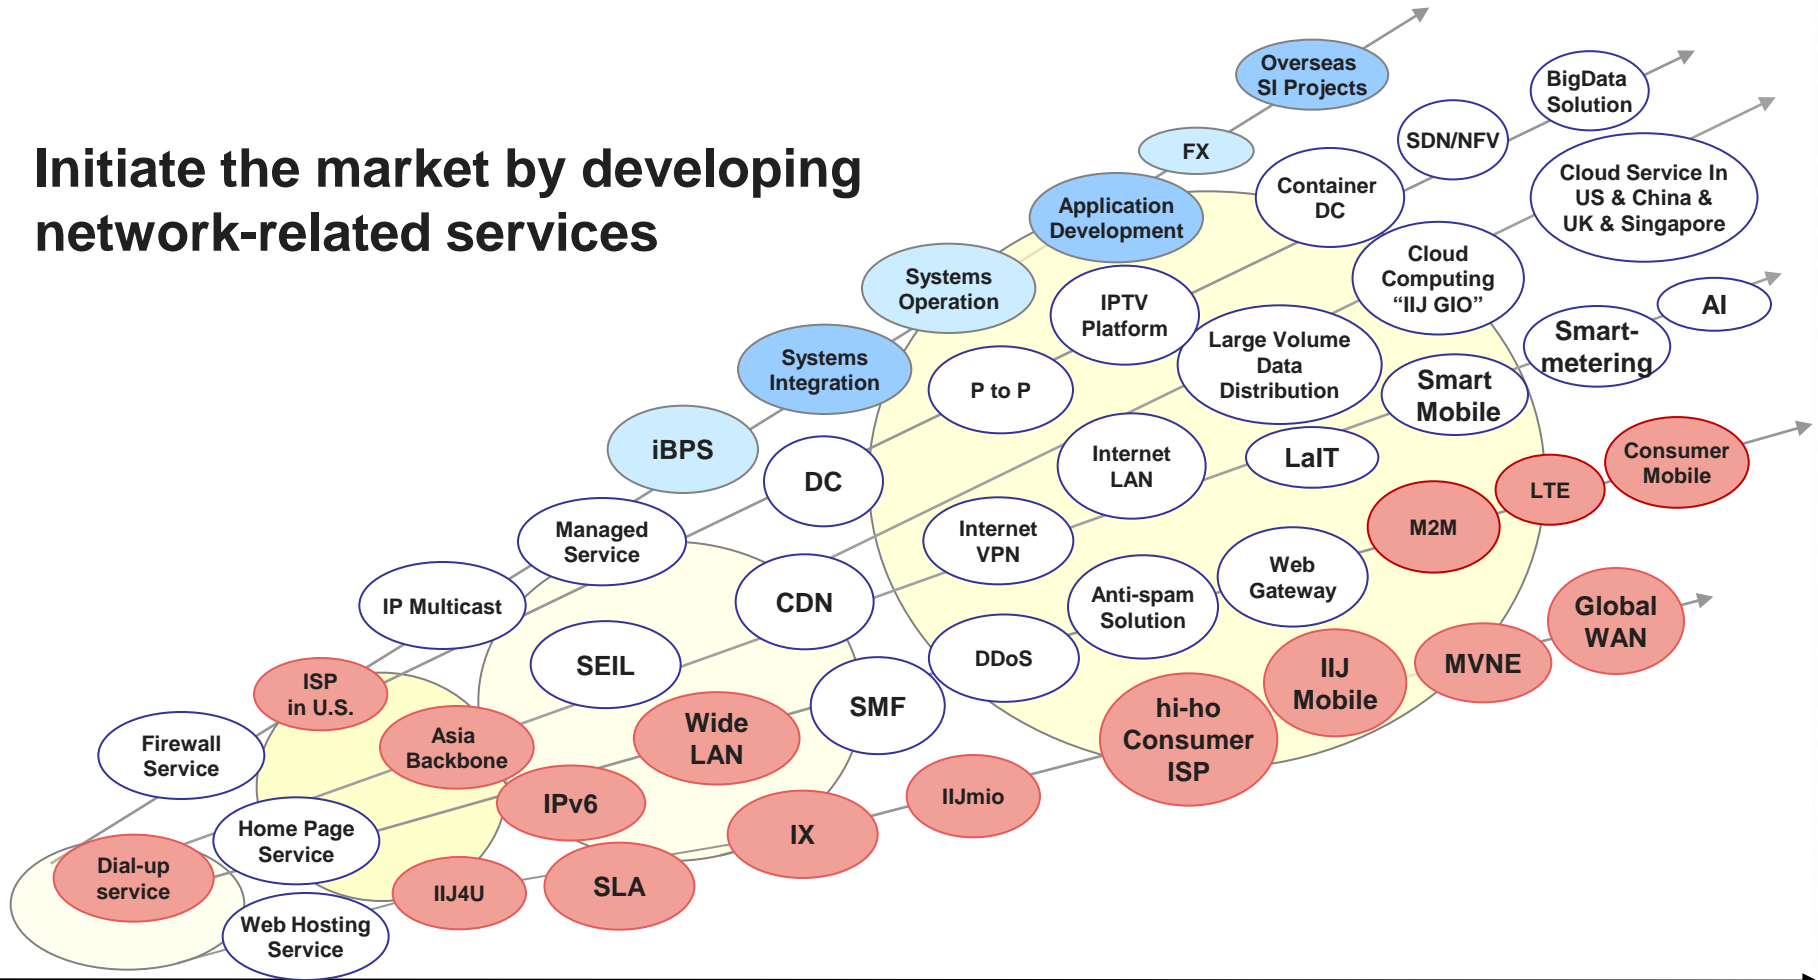 Initiate the market by developing
network-related services
Overseas
SI Projects
BigData
Solution
FX
SDN/NFV
Container
DC
Cloud Service In
US & China &
UK & Singapore
Application
Development
Systems
Operation
IPTV
Platform
Cloud
Computing
“IIJ GIO”
AI
Smart-
metering
Systems
Integration
P to P
Large Volume
Data
Distribution
Smart
Mobile
iBPS
DC
Internet
LAN
LaIT
Consumer
Mobile
LTE
Managed
Service
Internet
VPN
M2M
IP Multicast
CDN
Anti-spam
Solution
Web
Gateway
Global
WAN
SEIL
DDoS
MVNE
ISP
in U.S.
SMF
IIJ
Mobile
Firewall
Service
Asia
Backbone
Wide
LAN
hi-ho
Consumer
ISP
IPv6
IIJmio
Home Page
Service
IX
Dial-up
service
IIJ4U
SLA
Web Hosting
Service